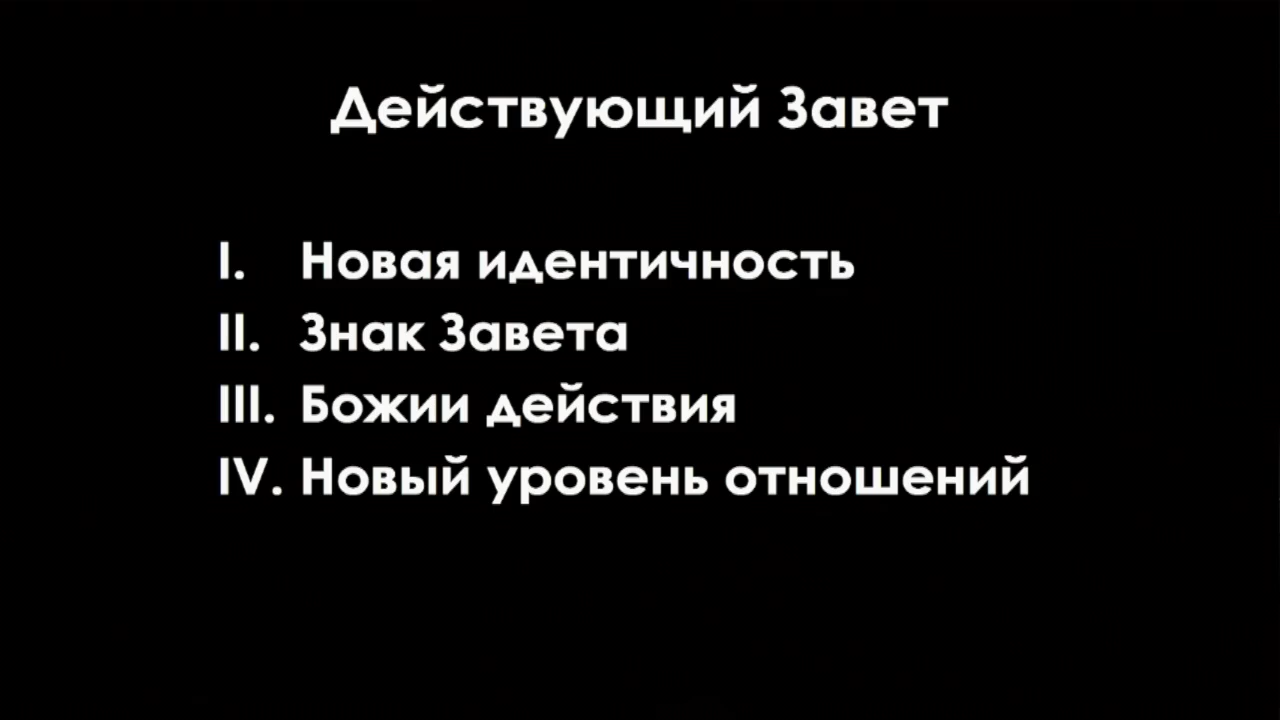 Действующий Завет
I. Новая идентичность
II. Знак Завета
III. Божии действия
IV. Новый уровень отношений